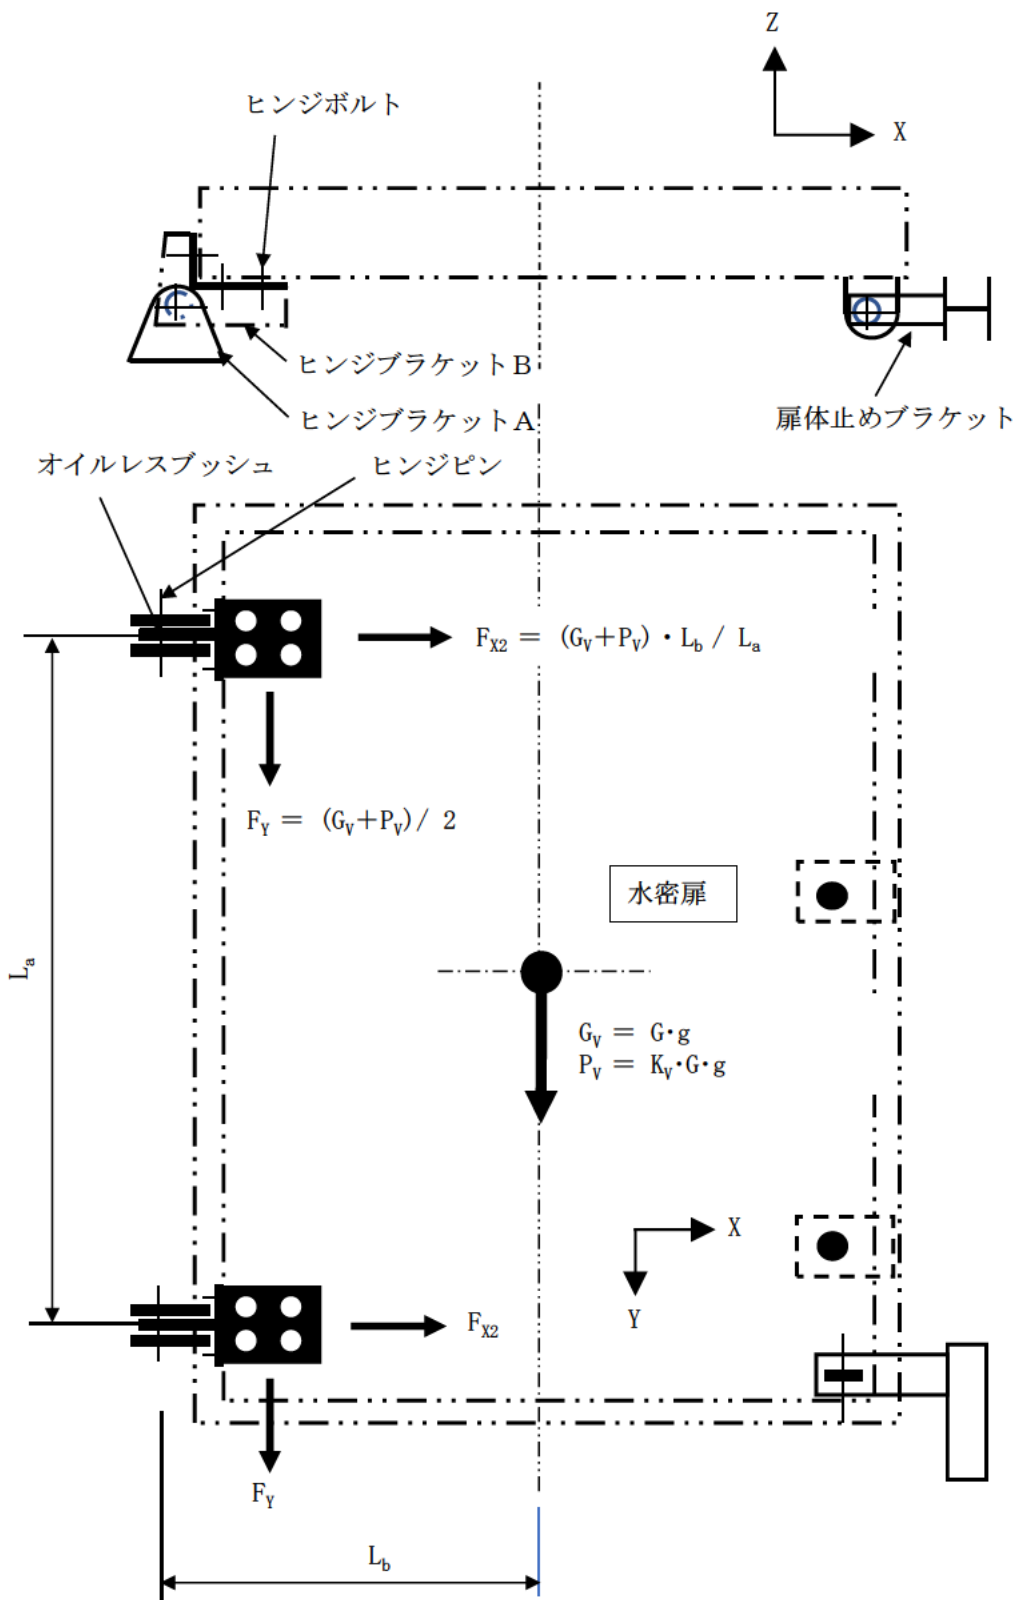 Z
ヒンジボルト
X
ヒンジブラケットB
ヒンジブラケットA
扉体止めブラケット
オイルレスブッシュ
ヒンジピン
F_X2 = (G_V+P_V)・L_b / L_a
F_Y = (G_V+P_V)/ 2
水密扉
L_a
G_V = G・g
P_V = K_V・G・g
X
Y
F_X2
F_Y
L_b